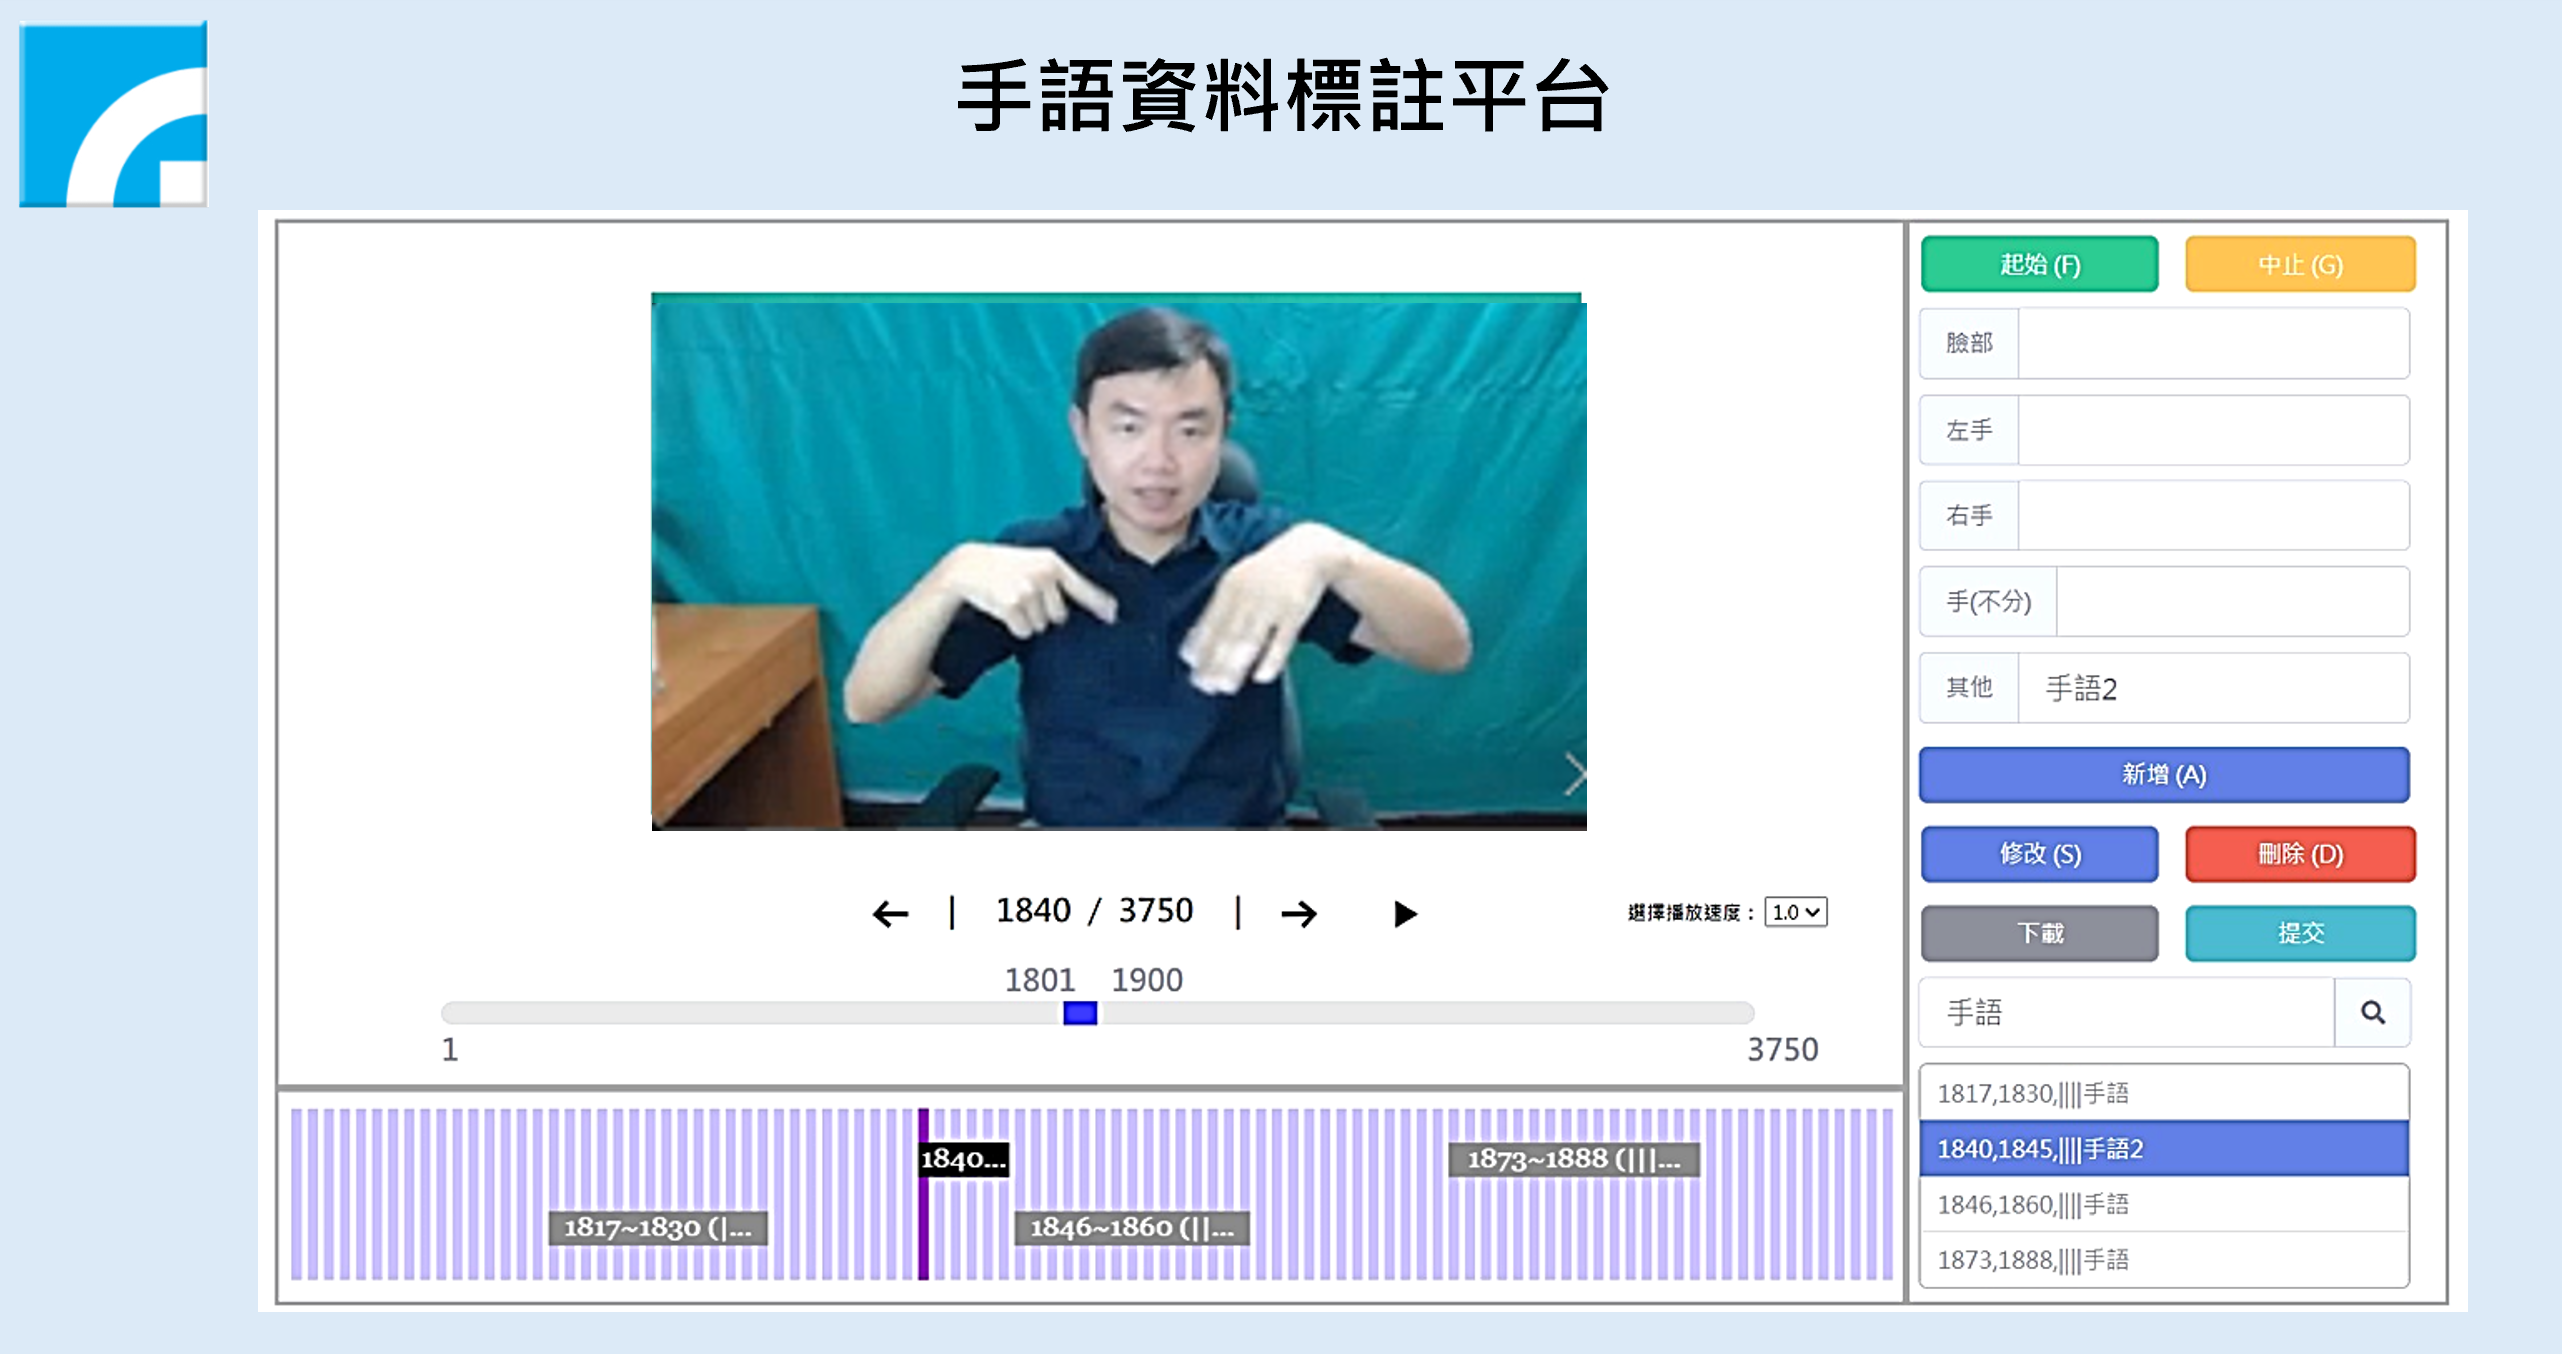 手語資料標註平台
1840 / 3750
選擇播放速度：1.0
1801 1900
1 3750
1840...
1873~1888 (|||...
1817~1830 (|...
1846~1860 (||...
起始 (F) 中止 (G)
臉部
左手
右手
手(不分)
其他 手語2
新增 (A)
修改 (S) 刪除 (D)
下載 提交
手語
1817,1830,||||手語
1840,1845,||||手語2
1846,1860,||||手語
1873,1888,||||手語